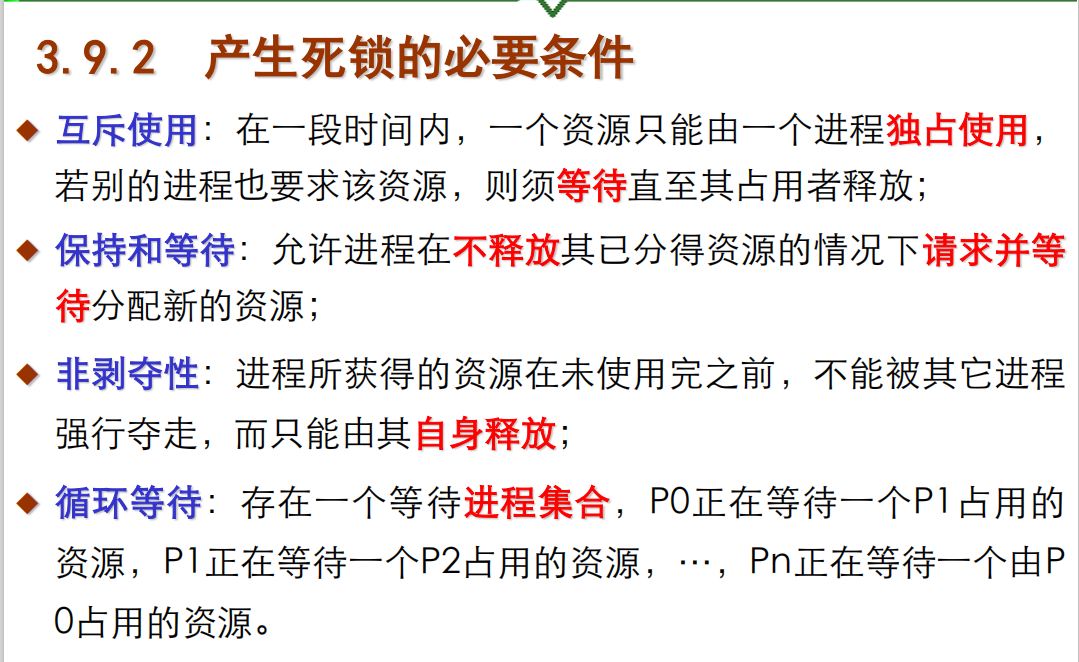 3.9.2 产生死锁的必要条件
互斥使用：在一段时间内，一个资源只能由一个进程独占使用，
若别的进程也要求该资源，则须等待直至其占用者释放；
保持和等待：允许进程在不释放其已分得资源的情况下请求并等
待分配新的资源；
非剥夺性：进程所获得的资源在未使用完之前，不能被其它进程
强行夺走，而只能由其自身释放；
循环等待：存在一个等待进程集合，P0正在等待一个P1占用的
资源，P1正在等待一个P2占用的资源，…，Pn正在等待一个由P
0占用的资源。